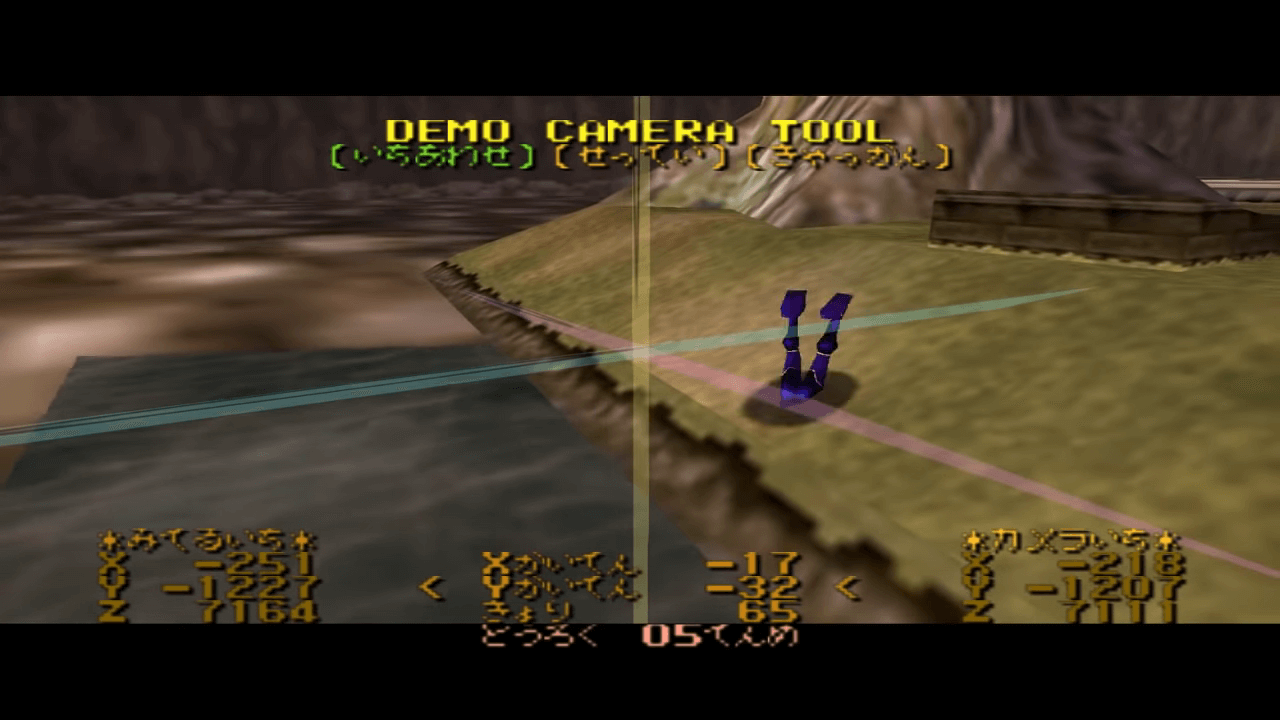 DEMO CAMERA TOOL
[いちあわせ] [せってい] [きゃっかん]
*みてるいち* *カメラいち*
X -251 Xかいてん -17 X -218
Y -1227 < Yかいてん -32 < Y -1207
Z 7164 きょり 65 Z 7111
とうろく 05てんめ